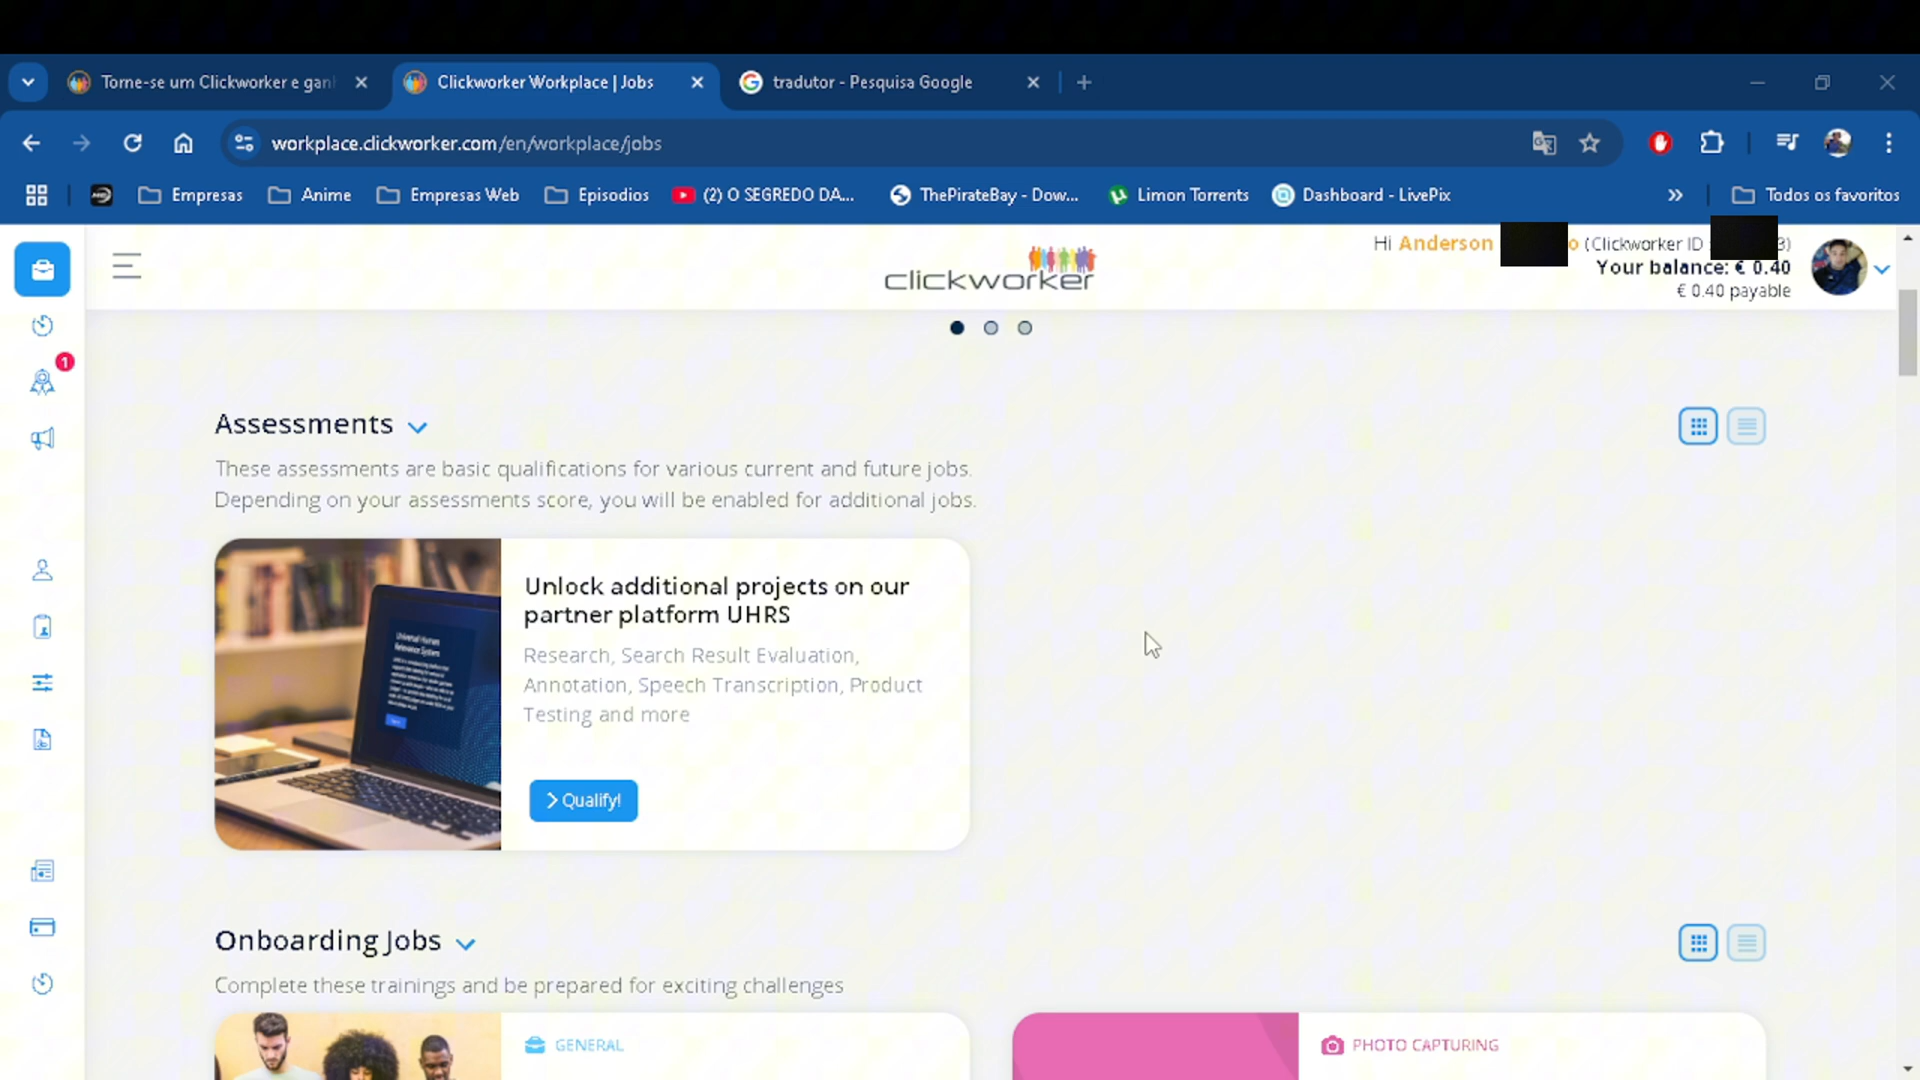 Torne-se um Clickworker e gan
Clickworker Workplace | Jobs
tradutor - Pesquisa Google
workplace.clickworker.com/en/workplace/jobs
Empresas
Anime
Empresas Web
Episodios
(2) O SEGREDO DA...
ThePirateBay - Dow...
Limon Torrents
Dashboard - LivePix
Todos os favoritos
clickworker
Hi Anderson o (Clickworker ID 3)
Your balance: € 0.40
€ 0.40 payable
1
Assessments
These assessments are basic qualifications for various current and future jobs.
Depending on your assessments score, you will be enabled for additional jobs.
Universal Human
Relevance System
Unlock additional projects on our
partner platform UHRS
Research, Search Result Evaluation,
Annotation, Speech Transcription, Product
Testing and more
Qualify!
Onboarding Jobs
Complete these trainings and be prepared for exciting challenges
GENERAL
PHOTO CAPTURING